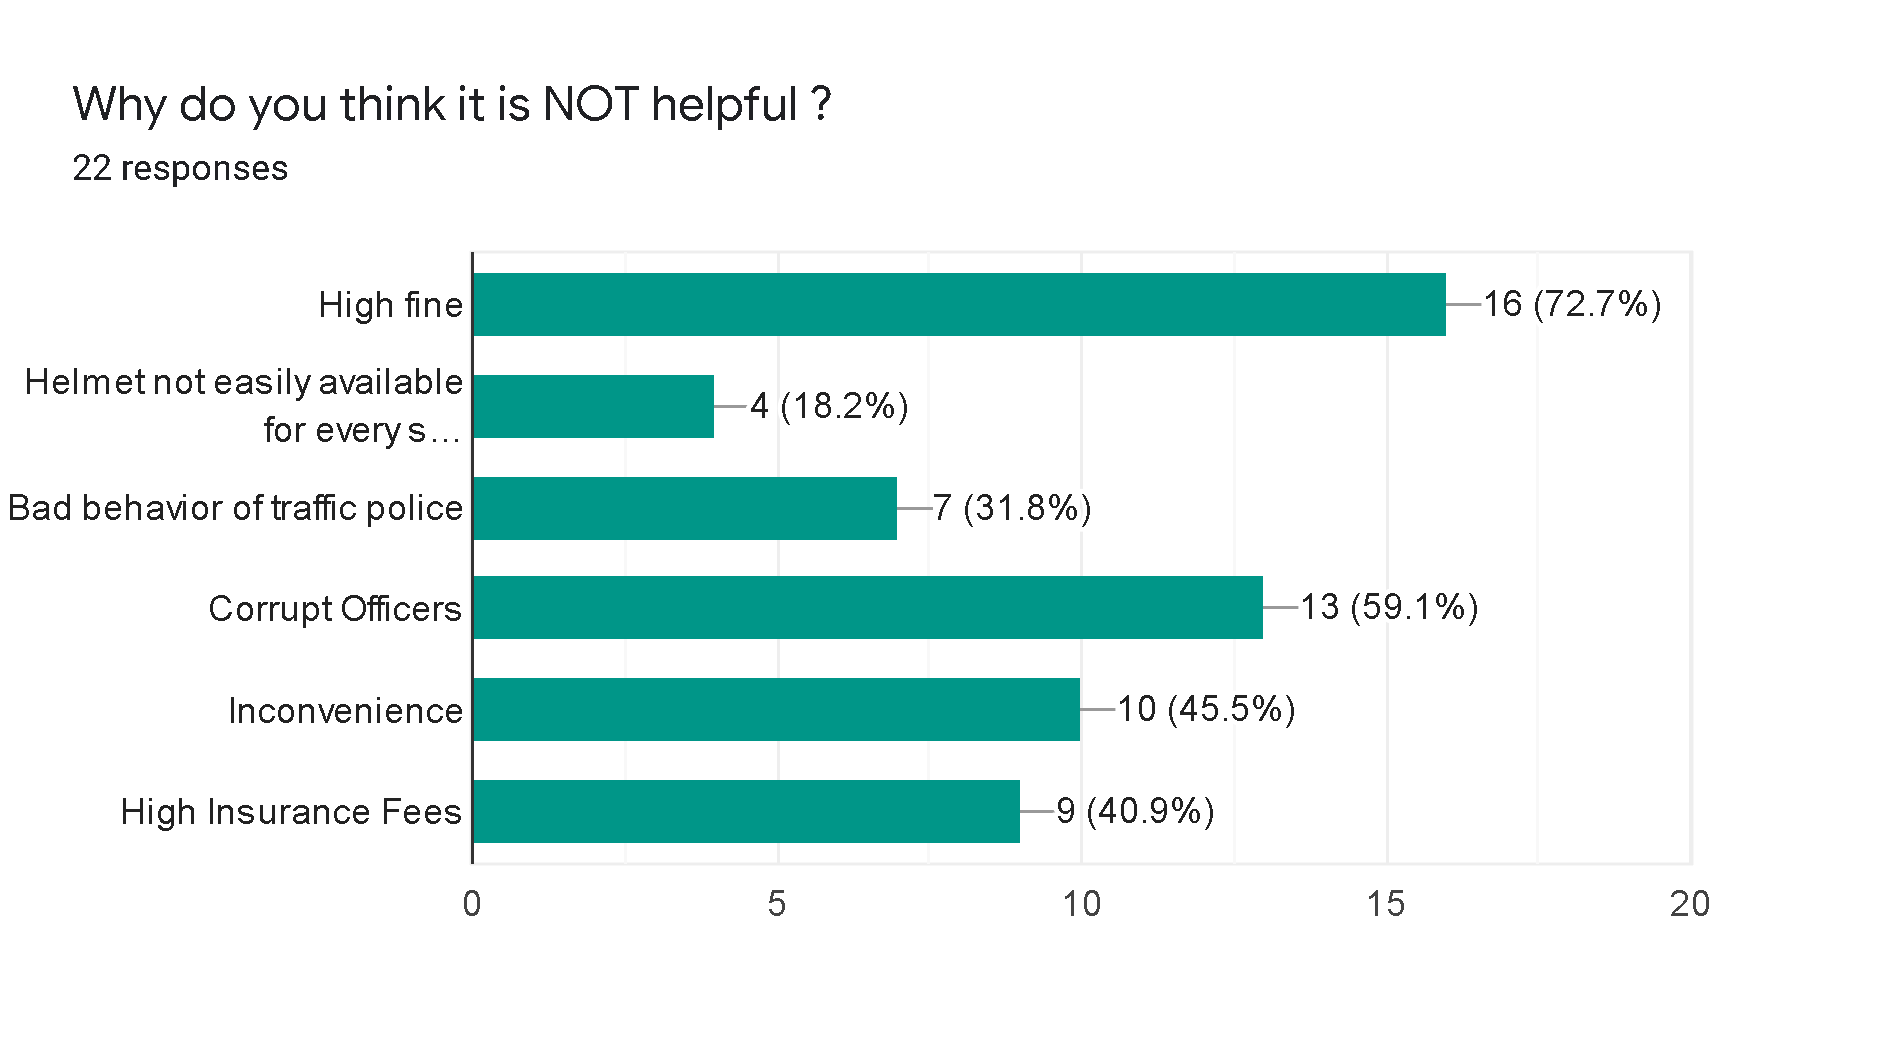 Why do you think it is NOT helpful ?
22 responses
High fine
16 (72.7%)
Helmet not easily available
for every s...
4 (18.2%)
Bad behavior of traffic police
7 (31.8%)
Corrupt Officers
13 (59.1%)
Inconvenience
10 (45.5%)
High Insurance Fees
9 (40.9%)
0 5 10 15 20